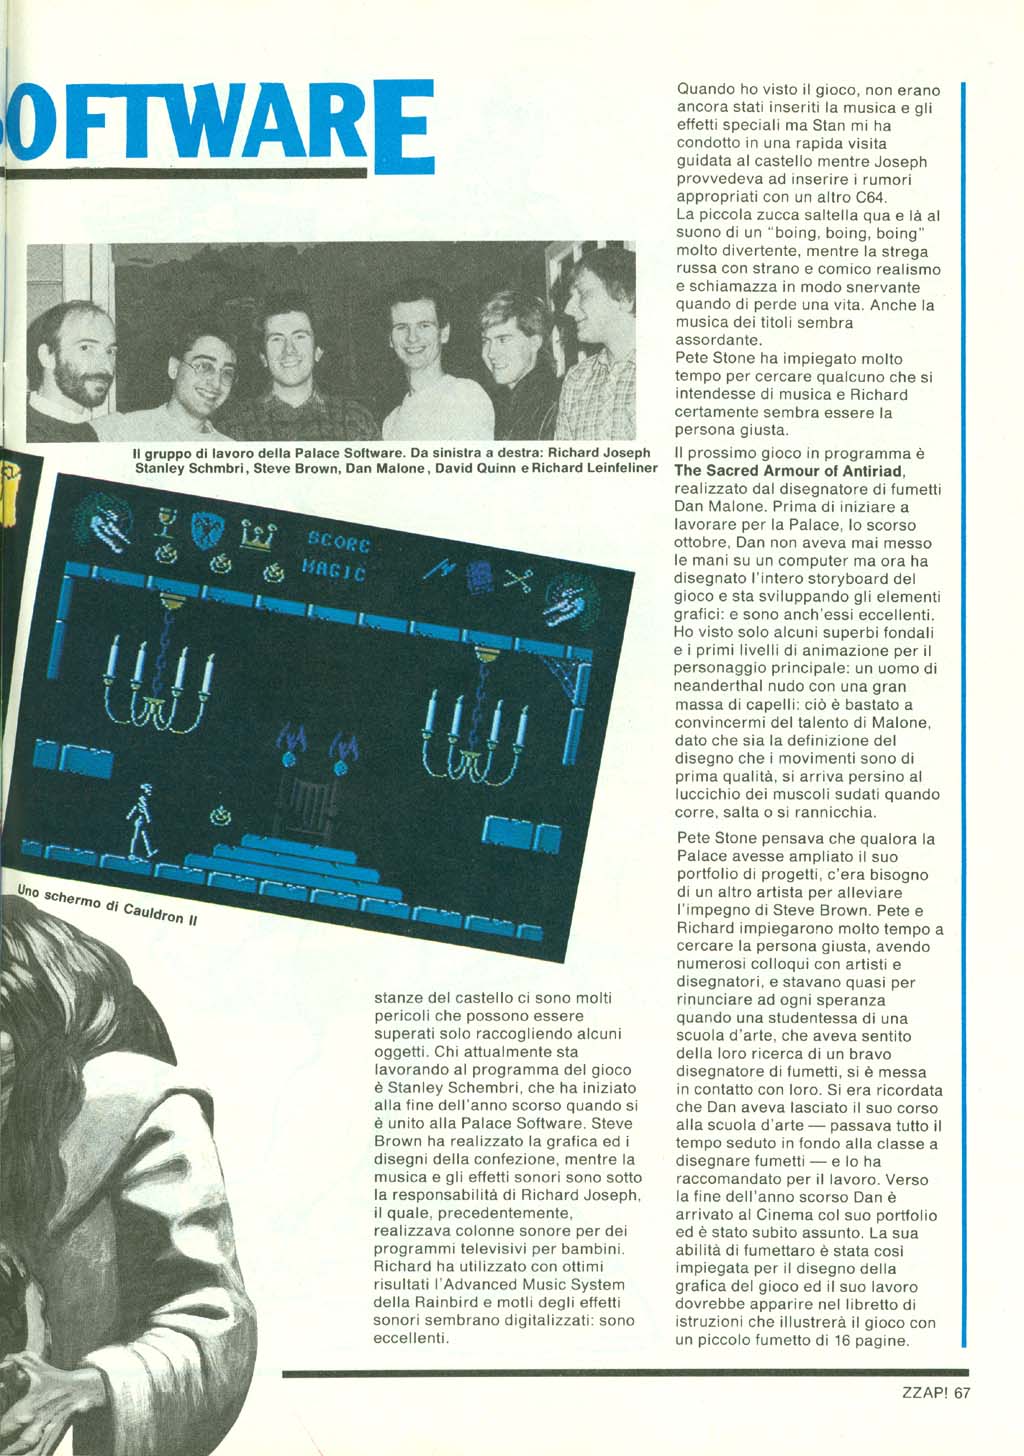 OFTWARE
Il gruppo di lavoro della Palace Software. Da sinistra a destra: Richard Joseph
Stanley Schmbri, Steve Brown, Dan Malone, David Quinn e Richard Leinfeliner
SCORE
MAGIC
Uno schermo di Cauldron II
stanze del castello ci sono molti
pericoli che possono essere
superati solo raccogliendo alcuni
oggetti. Chi attualmente sta
lavorando al programma del gioco
è Stanley Schembri, che ha iniziato
alla fine dell'anno scorso quando si
è unito alla Palace Software. Steve
Brown ha realizzato la grafica ed i
disegni della confezione, mentre la
musica e gli effetti sonori sono sotto
la responsabilità di Richard Joseph,
il quale, precedentemente,
realizzava colonne sonore per dei
programmi televisivi per bambini.
Richard ha utilizzato con ottimi
risultati l'Advanced Music System
della Rainbird e motli degli effetti
sonori sembrano digitalizzati: sono
eccellenti.
Quando ho visto il gioco, non erano
ancora stati inseriti la musica e gli
effetti speciali ma Stan mi ha
condotto in una rapida visita
guidata al castello mentre Joseph
provvedeva ad inserire i rumori
appropriati con un altro C64.
La piccola zucca saltella qua e là al
suono di un "boing, boing, boing"
molto divertente, mentre la strega
russa con strano e comico realismo
e schiamazza in modo snervante
quando di perde una vita. Anche la
musica dei titoli sembra
assordante.
Pete Stone ha impiegato molto
tempo per cercare qualcuno che si
intendesse di musica e Richard
certamente sembra essere la
persona giusta.
Il prossimo gioco in programma è
The Sacred Armour of Antiriad,
realizzato dal disegnatore di fumetti
Dan Malone. Prima di iniziare a
lavorare per la Palace, lo scorso
ottobre, Dan non aveva mai messo
le mani su un computer ma ora ha
disegnato l'intero storyboard del
gioco e sta sviluppando gli elementi
grafici: e sono anch'essi eccellenti.
Ho visto solo alcuni superbi fondali
e i primi livelli di animazione per il
personaggio principale: un uomo di
neanderthal nudo con una gran
massa di capelli: ciò è bastato a
convincermi del talento di Malone,
dato che sia la definizione del
disegno che i movimenti sono di
prima qualità, si arriva persino al
luccichio dei muscoli sudati quando
corre, salta o si rannicchia.
Pete Stone pensava che qualora la
Palace avesse ampliato il suo
portfolio di progetti, c'era bisogno
di un altro artista per alleviare
l'impegno di Steve Brown. Pete e
Richard impiegarono molto tempo a
cercare la persona giusta, avendo
numerosi colloqui con artisti e
disegnatori, e stavano quasi per
rinunciare ad ogni speranza
quando una studentessa di una
scuola d'arte, che aveva sentito
della loro ricerca di un bravo
disegnatore di fumetti, si è messa
in contatto con loro. Si era ricordata
che Dan aveva lasciato il suo corso
alla scuola d'arte — passava tutto il
tempo seduto in fondo alla classe a
disegnare fumetti — e lo ha
raccomandato per il lavoro. Verso
la fine dell'anno scorso Dan è
arrivato al Cinema col suo portfolio
ed è stato subito assunto. La sua
abilità di fumettaro è stata così
impiegata per il disegno della
grafica del gioco ed il suo lavoro
dovrebbe apparire nel libretto di
istruzioni che illustrerà il gioco con
un piccolo fumetto di 16 pagine.
ZZAP! 67